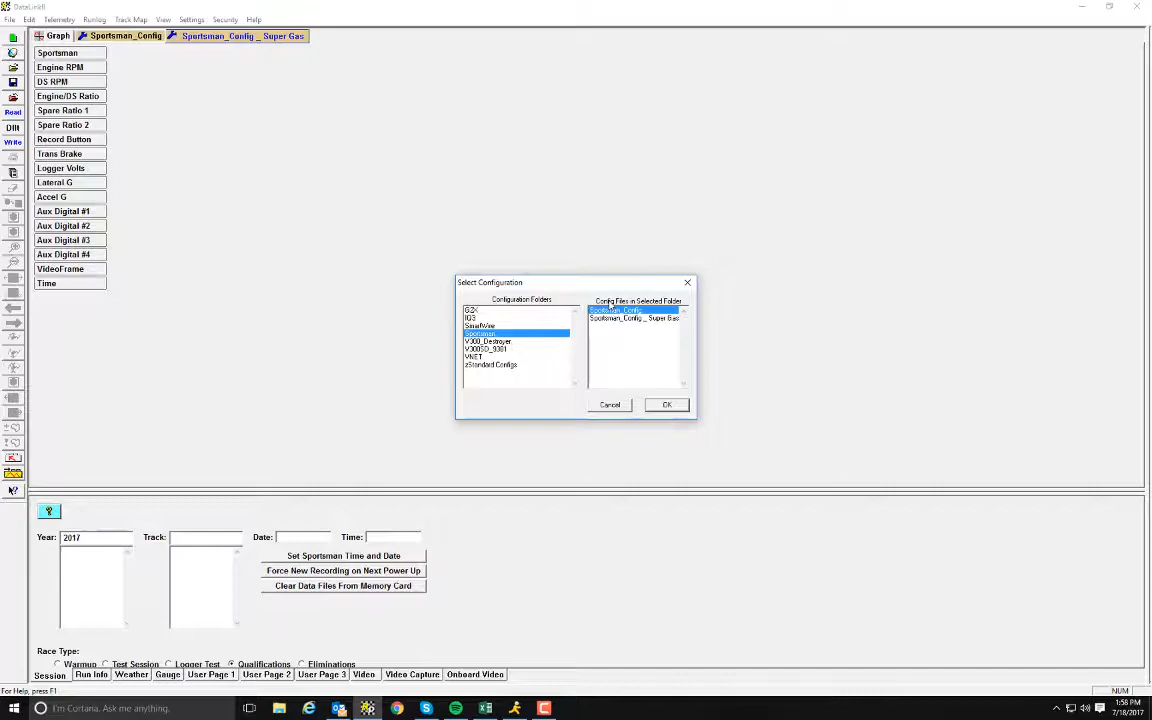 DataLinkII
File Edit Telemetry Runlog Track Map View Settings Security Help
Graph Sportsman_Config Sportsman_Config _ Super Gas
Sportsman
Engine RPM
DS RPM
Engine/DS Ratio
Spare Ratio 1
Read
Spare Ratio 2
Dflt
Record Button
Write
Trans Brake
Logger Volts
Lateral G
Accel G
Aux Digital #1
Aux Digital #2
Aux Digital #3
Aux Digital #4
VideoFrame
Time
Select Configuration
Configuration Folders
Config Files in Selected Folder
G2X
IQ3
SmartWire
Sportsman
V300_Destroyer
V300SD_9381
VNET
zStandard Configs
Sportsman_Config
Sportsman_Config _ Super Gas
Cancel OK
Year: 2017 Track: Date: Time:
Set Sportsman Time and Date
Force New Recording on Next Power Up
Clear Data Files From Memory Card
Race Type:
Warmup Test Session Logger Test Qualifications Eliminations
Session Run Info Weather Gauge User Page 1 User Page 2 User Page 3 Video Video Capture Onboard Video
For Help, press F1
NUM
I'm Cortana. Ask me anything.
1:58 PM
7/18/2017